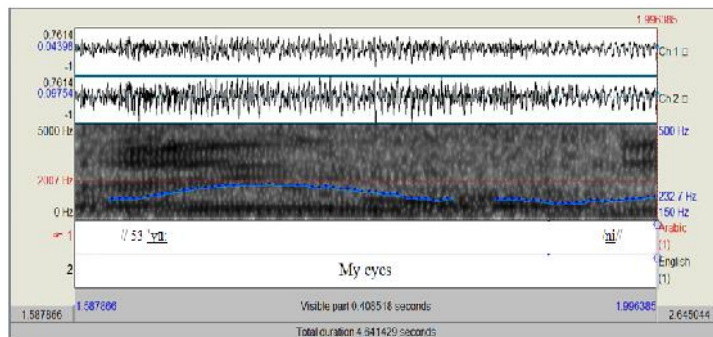 1.996385
0.7614
0.04398
-1
Ch 1
0.7614
0.09754
-1
Ch 2
5000 Hz 500 Hz
2007 Hz
232.7 Hz
0 Hz 150 Hz
1 // 53 /ni// Arabic (1)
2 My eyes English (1)
1.587866 1.996385
1.587866 Visible part 0.408518 seconds 2.645044
Total duration 4.641429 seconds